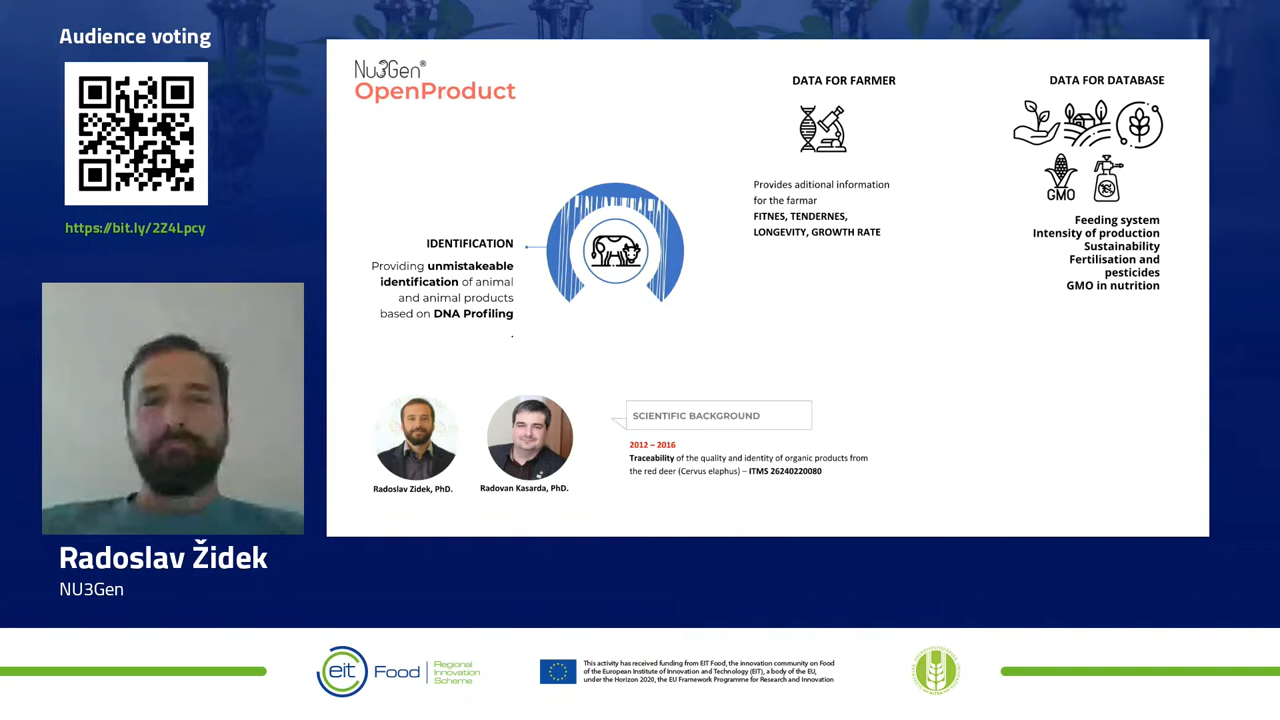 Audience voting
https://bit.ly/2Z4Lpcy
Radoslav Židek
NU3Gen
Nu3Gen®
OpenProduct
IDENTIFICATION
Providing unmistakeable
identification of animal
and animal products
based on DNA Profiling
.
DATA FOR FARMER
Provides aditional information
for the farmar
FITNES, TENDERNES,
LONGEVITY, GROWTH RATE
DATA FOR DATABASE
GMO
Feeding system
Intensity of production
Sustainability
Fertilisation and
pesticides
GMO in nutrition
Radoslav Zidek, PhD.
Radovan Kasarda, PhD.
SCIENTIFIC BACKGROUND
2012 – 2016
Traceability of the quality and identity of organic products from
the red deer (Cervus elaphus) – ITMS 26240220080
eit Food
Regional
Innovation
Scheme
This activity has received funding from EIT Food, the innovation community on Food
of the European Institute of Innovation and Technology (EIT), a body of the EU,
under the Horizon 2020, the EU Framework Programme for Research and Innovation